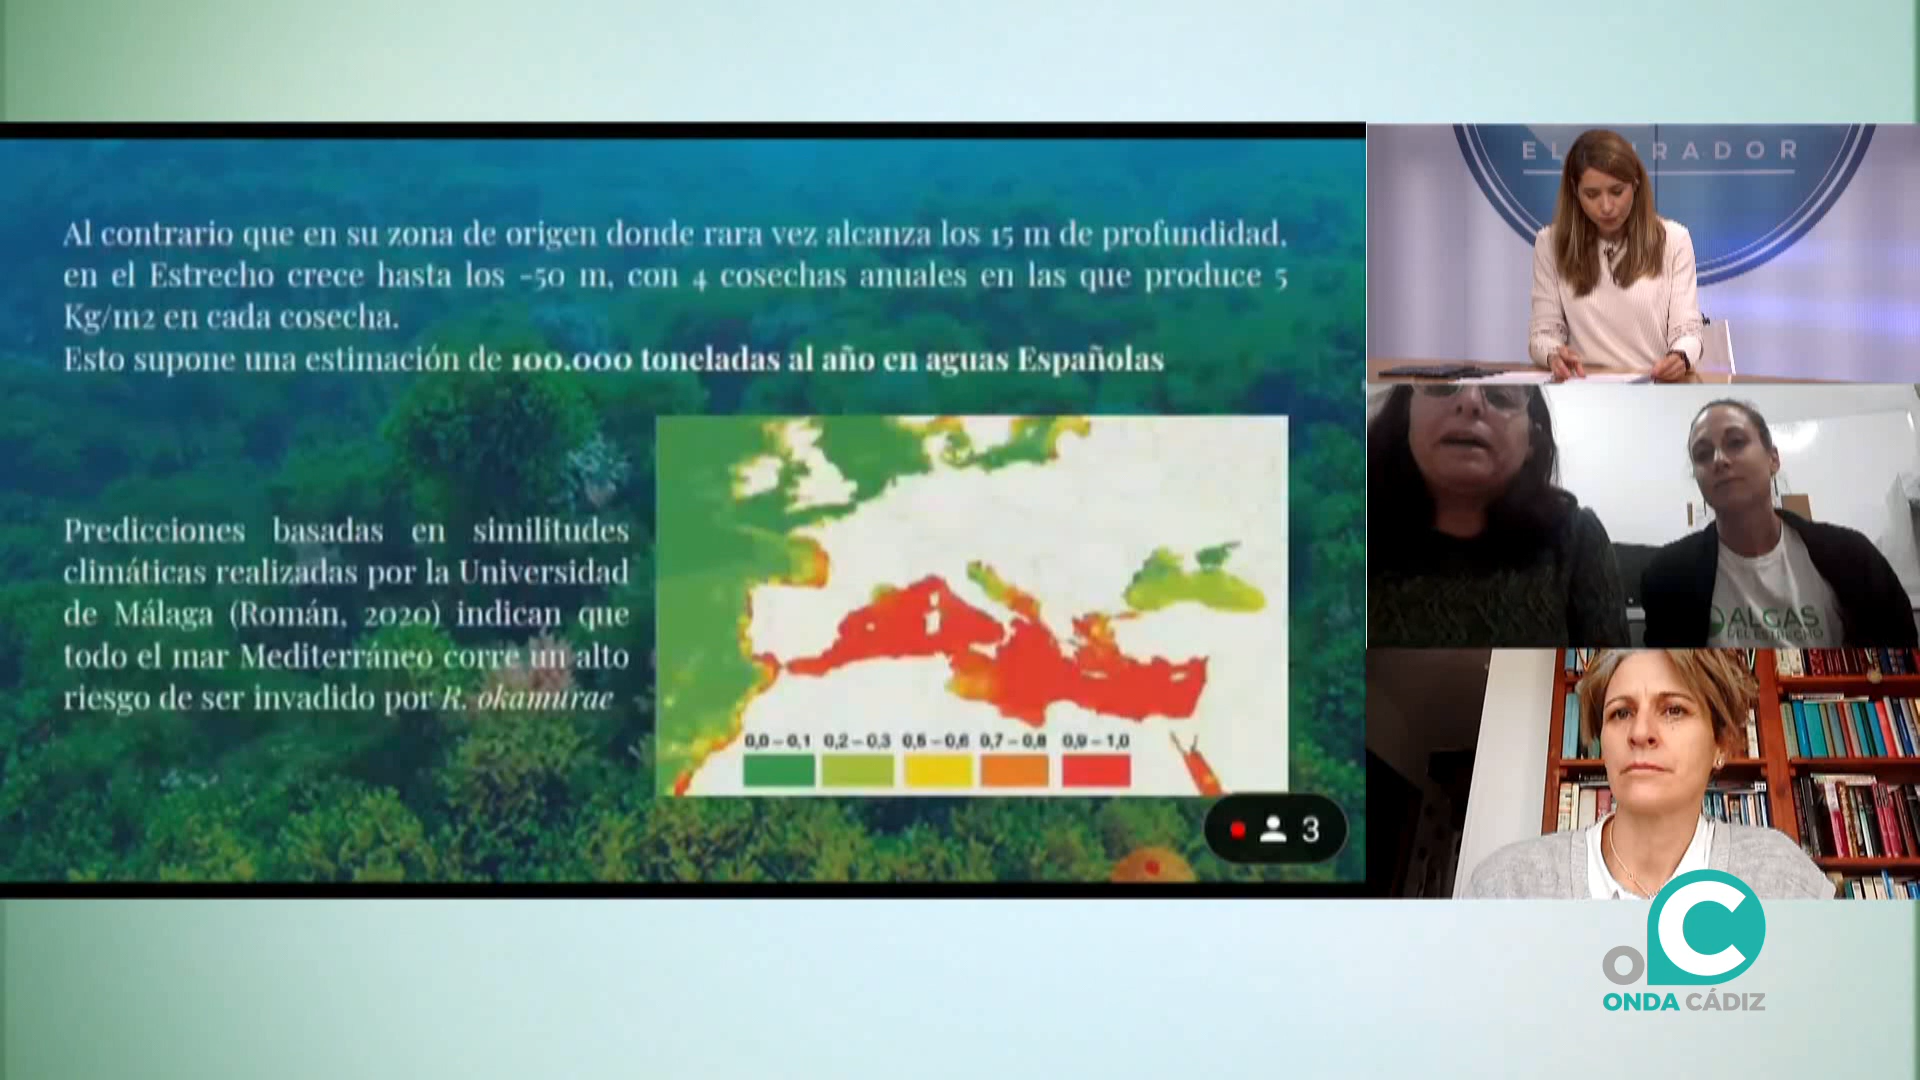 Al contrario que en su zona de origen donde rara vez alcanza los 15 m de profundidad,
en el Estrecho crece hasta los -50 m, con 4 cosechas anuales en las que produce 5
Kg/m2 en cada cosecha.
Esto supone una estimación de 100.000 toneladas al año en aguas Españolas
Predicciones basadas en similitudes
climáticas realizadas por la Universidad
de Málaga (Román, 2020) indican que
todo el mar Mediterráneo corre un alto
riesgo de ser invadido por R. okamurae
0,0 – 0,1 0,2 – 0,3 0,5 – 0,6 0,7 – 0,8 0,9 – 1,0
3
EL RADOR
ALGAS
DEL ESTRECHO
OC
ONDA CÁDIZ